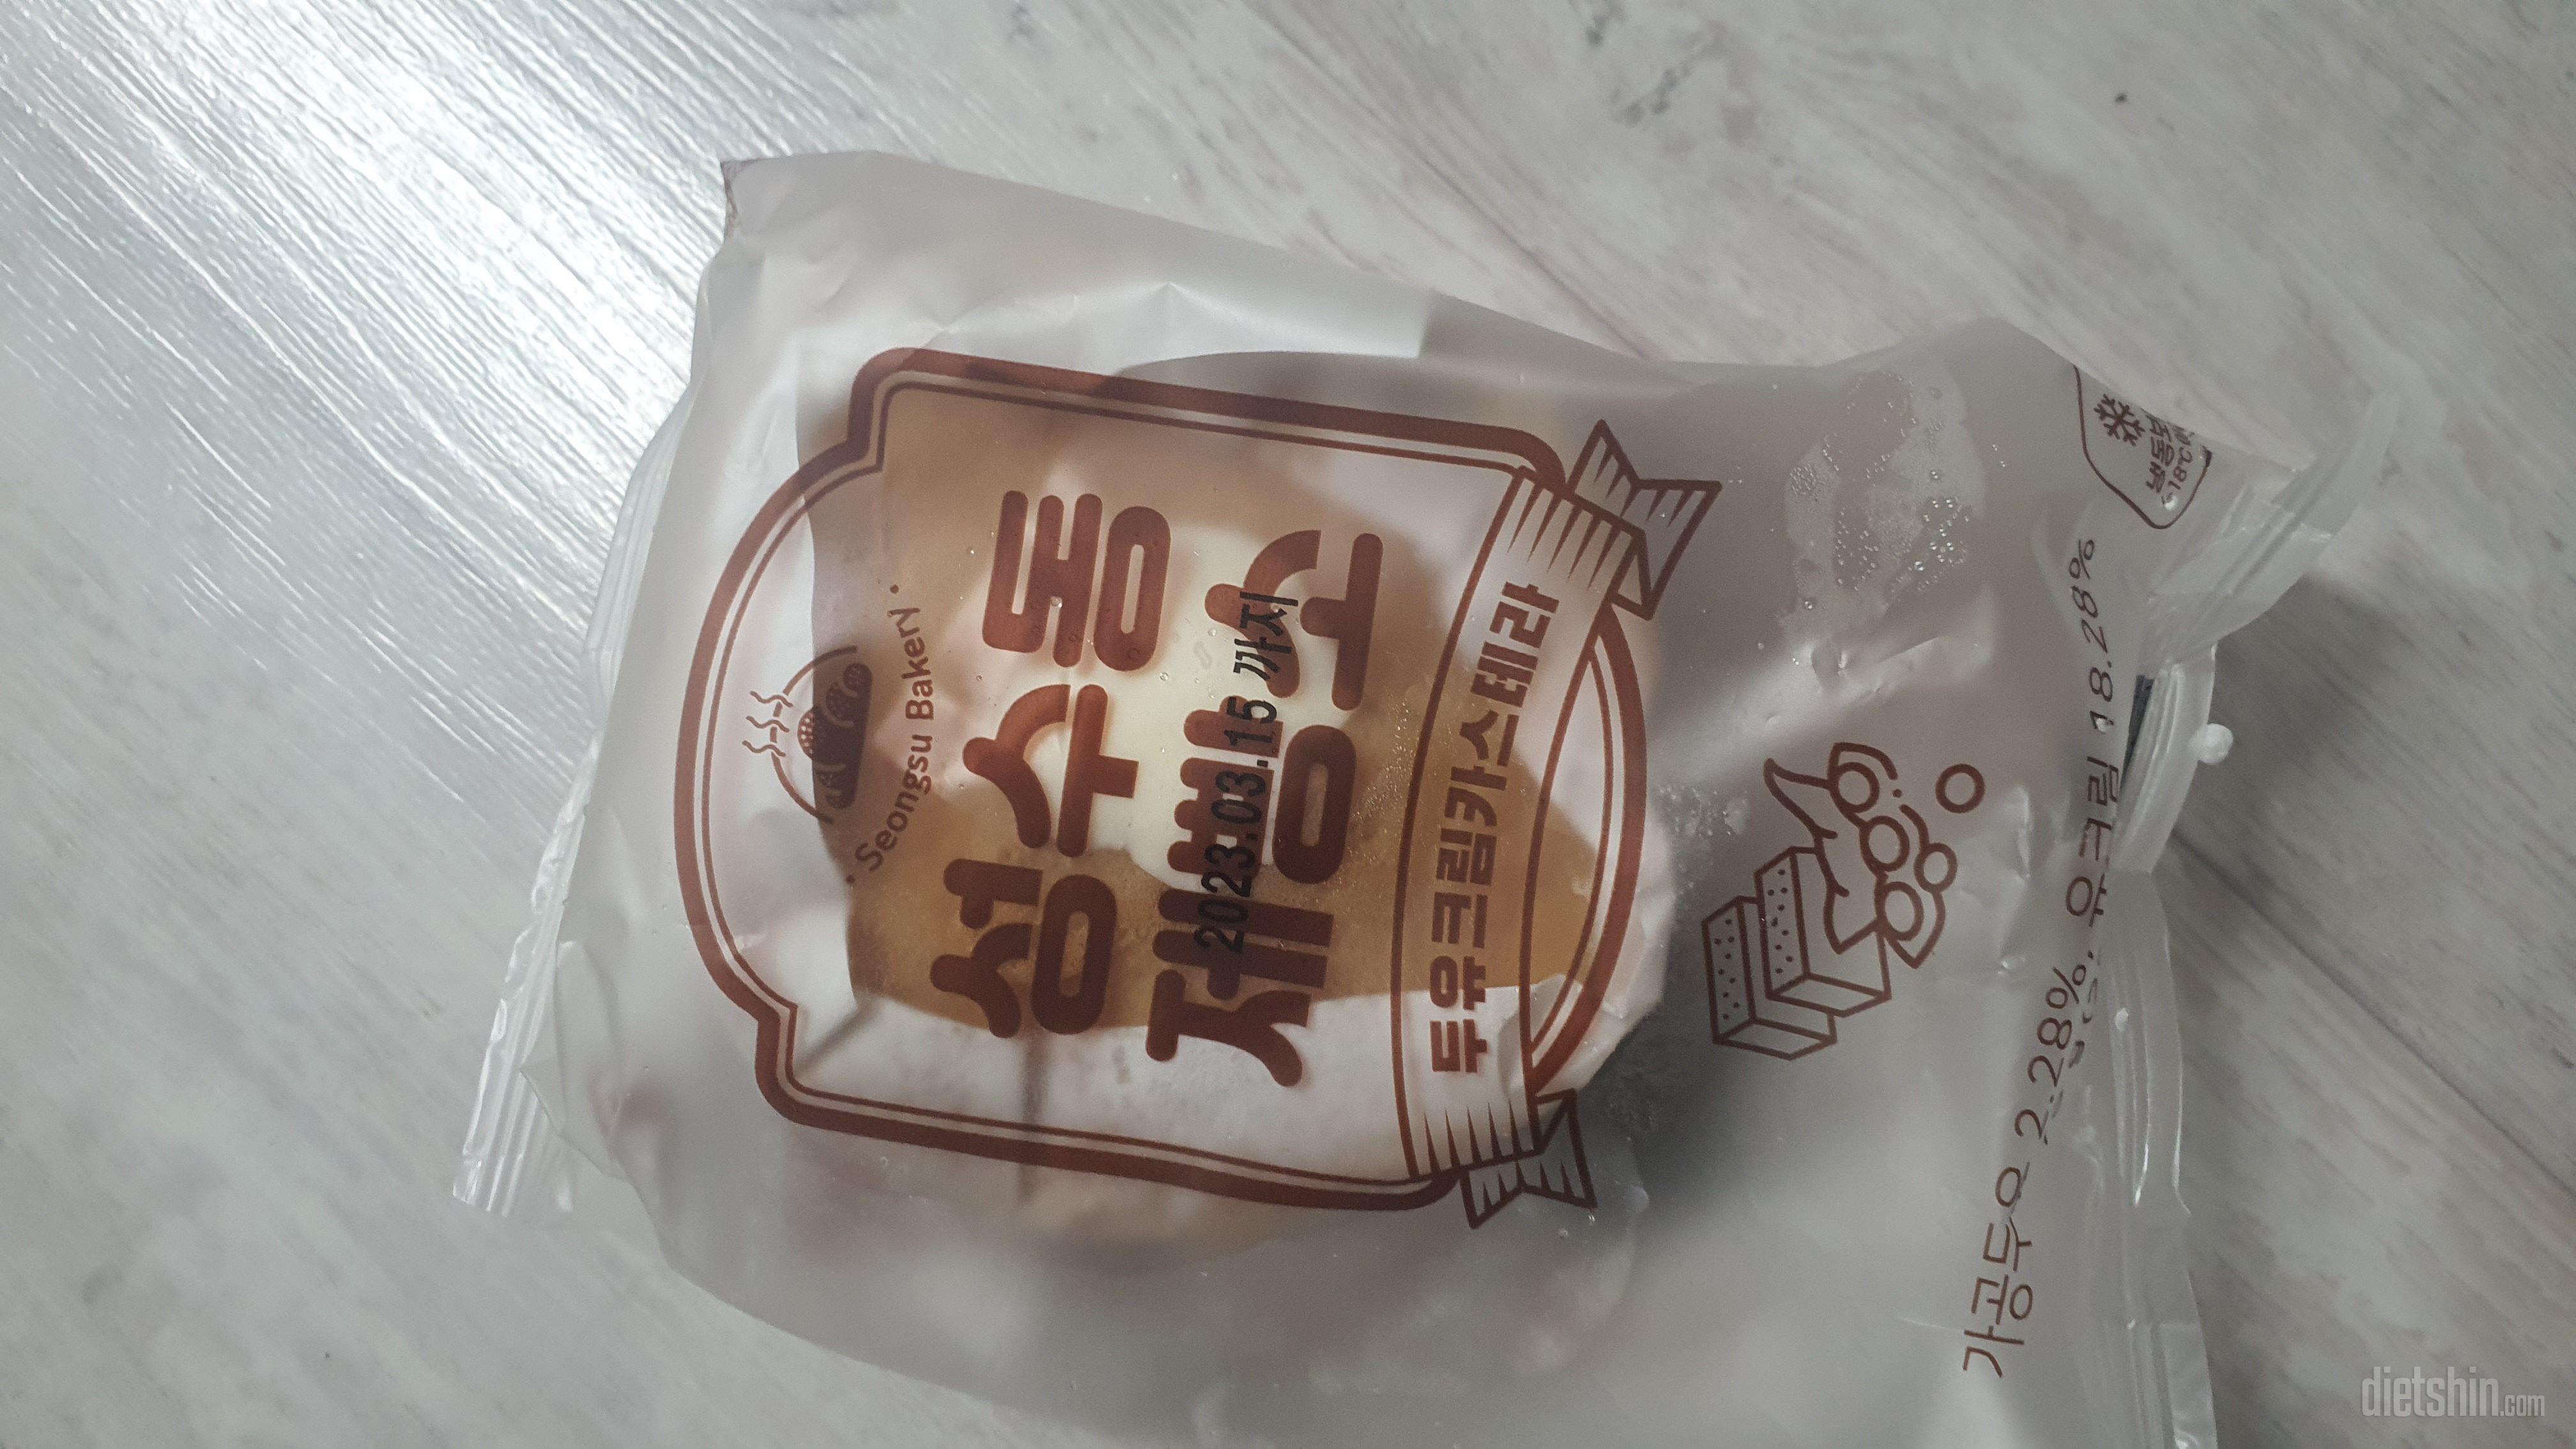 Seongsu Bakery
성수동
제빵소
2023.03.15 까지
두유크림카스테라
가공두유 2.28%, 유크림 18.28%
dietshin.com